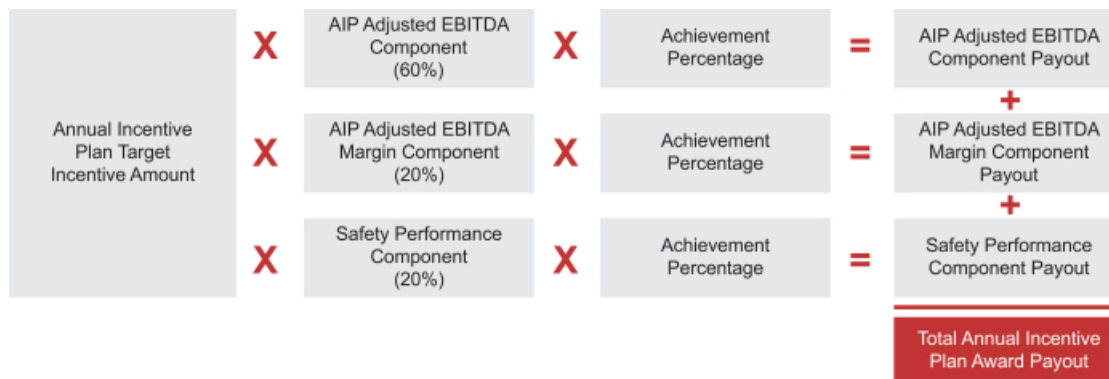 Annual Incentive
Plan Target
Incentive Amount
X
AIP Adjusted EBITDA
Component
(60%)
X
Achievement
Percentage
=
AIP Adjusted EBITDA
Component Payout
+
X
AIP Adjusted EBITDA
Margin Component
(20%)
X
Achievement
Percentage
=
AIP Adjusted EBITDA
Margin Component
Payout
+
X
Safety Performance
Component
(20%)
X
Achievement
Percentage
=
Safety Performance
Component Payout
Total Annual Incentive
Plan Award Payout